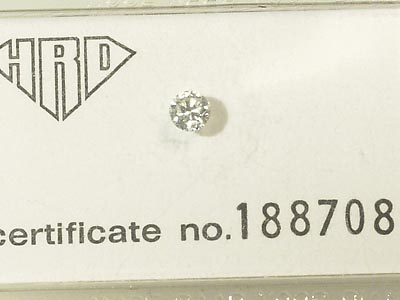 HRD
certificate no. 188708